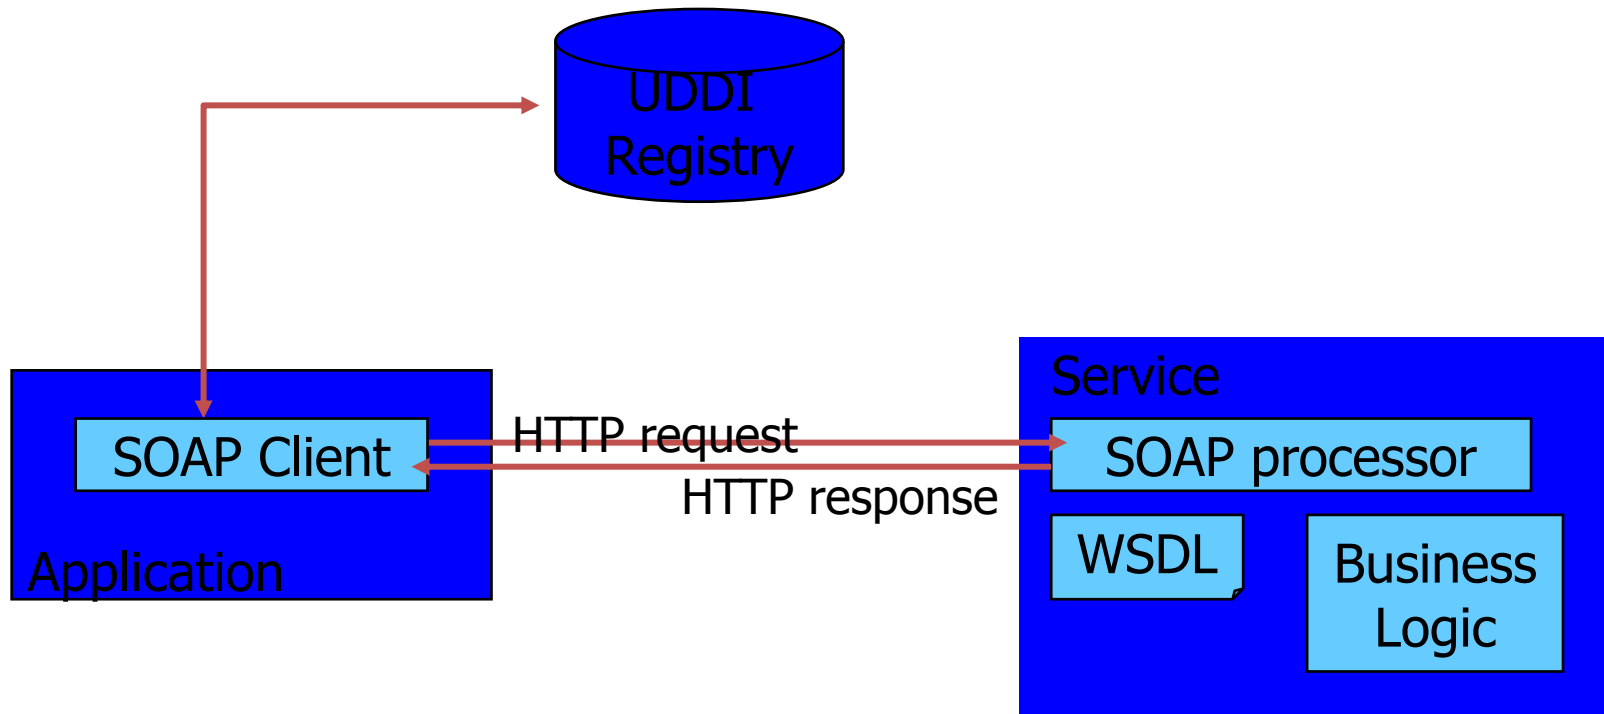 UDDI
Registry
Service
SOAP Client
HTTP request
SOAP processor
HTTP response
WSDL
Business
Logic
Application